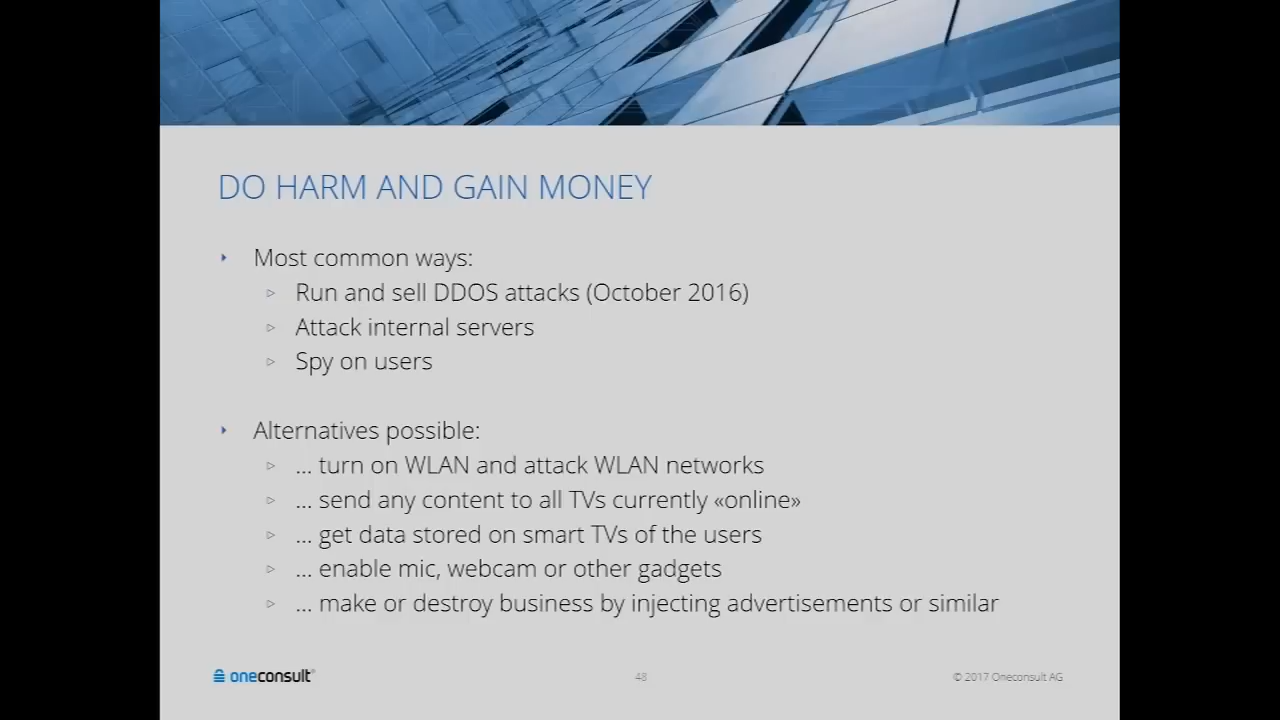 DO HARM AND GAIN MONEY
Most common ways:
Run and sell DDOS attacks (October 2016)
Attack internal servers
Spy on users
Alternatives possible:
... turn on WLAN and attack WLAN networks
... send any content to all TVs currently «online»
... get data stored on smart TVs of the users
... enable mic, webcam or other gadgets
... make or destroy business by injecting advertisements or similar
oneconsult®
48
© 2017 Oneconsult AG